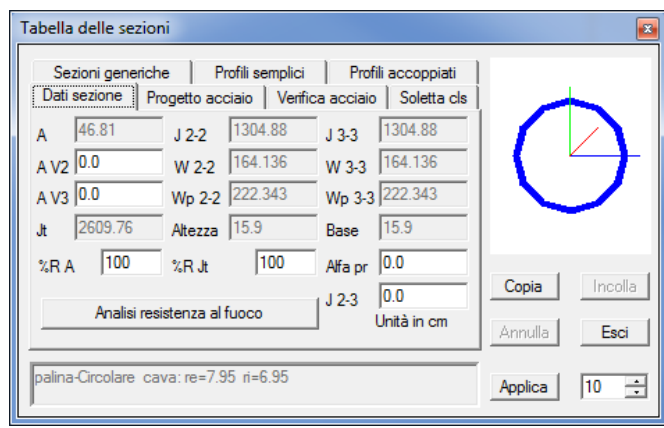 Tabella delle sezioni
Sezioni generiche Profili semplici Profili accoppiati
Dati sezione Progetto acciaio Verifica acciaio Soletta cls
A 46.81 J 2-2 1304.88 J 3-3 1304.88
A V2 0.0 W 2-2 164.136 W 3-3 164.136
A V3 0.0 Wp 2-2 222.343 Wp 3-3 222.343
Jt 2609.76 Altezza 15.9 Base 15.9
%R A 100 %R Jt 100 Alfa pr 0.0
J 2-3 0.0
Analisi resistenza al fuoco
Unità in cm
Copia Incolla
Annulla Esci
palina-Circolare cava: re=7.95 ri=6.95
Applica 10